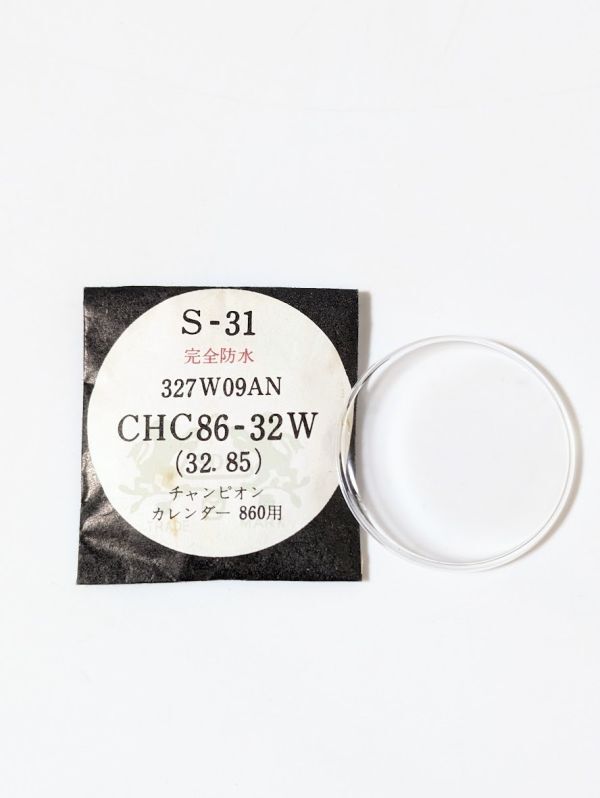 S-31
完全防水
327W09AN
CHC86-32W
(32.85)
チャンピオン
カレンダー 860用
TRADE